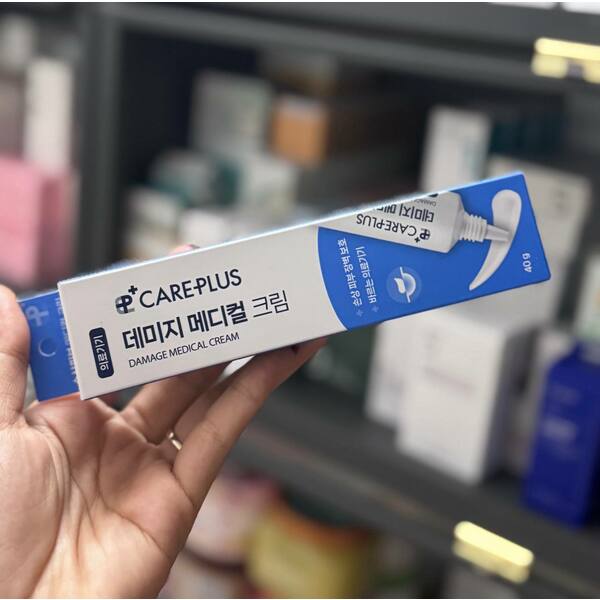 CARE+PLUS
의료기기
데미지 메디컬 크림
DAMAGE MEDICAL CREAM
+ 손상 피부 장벽 보호
+ 바르는 의료기기
CARE+PLUS
데미지 메디
DAMAGE
40g